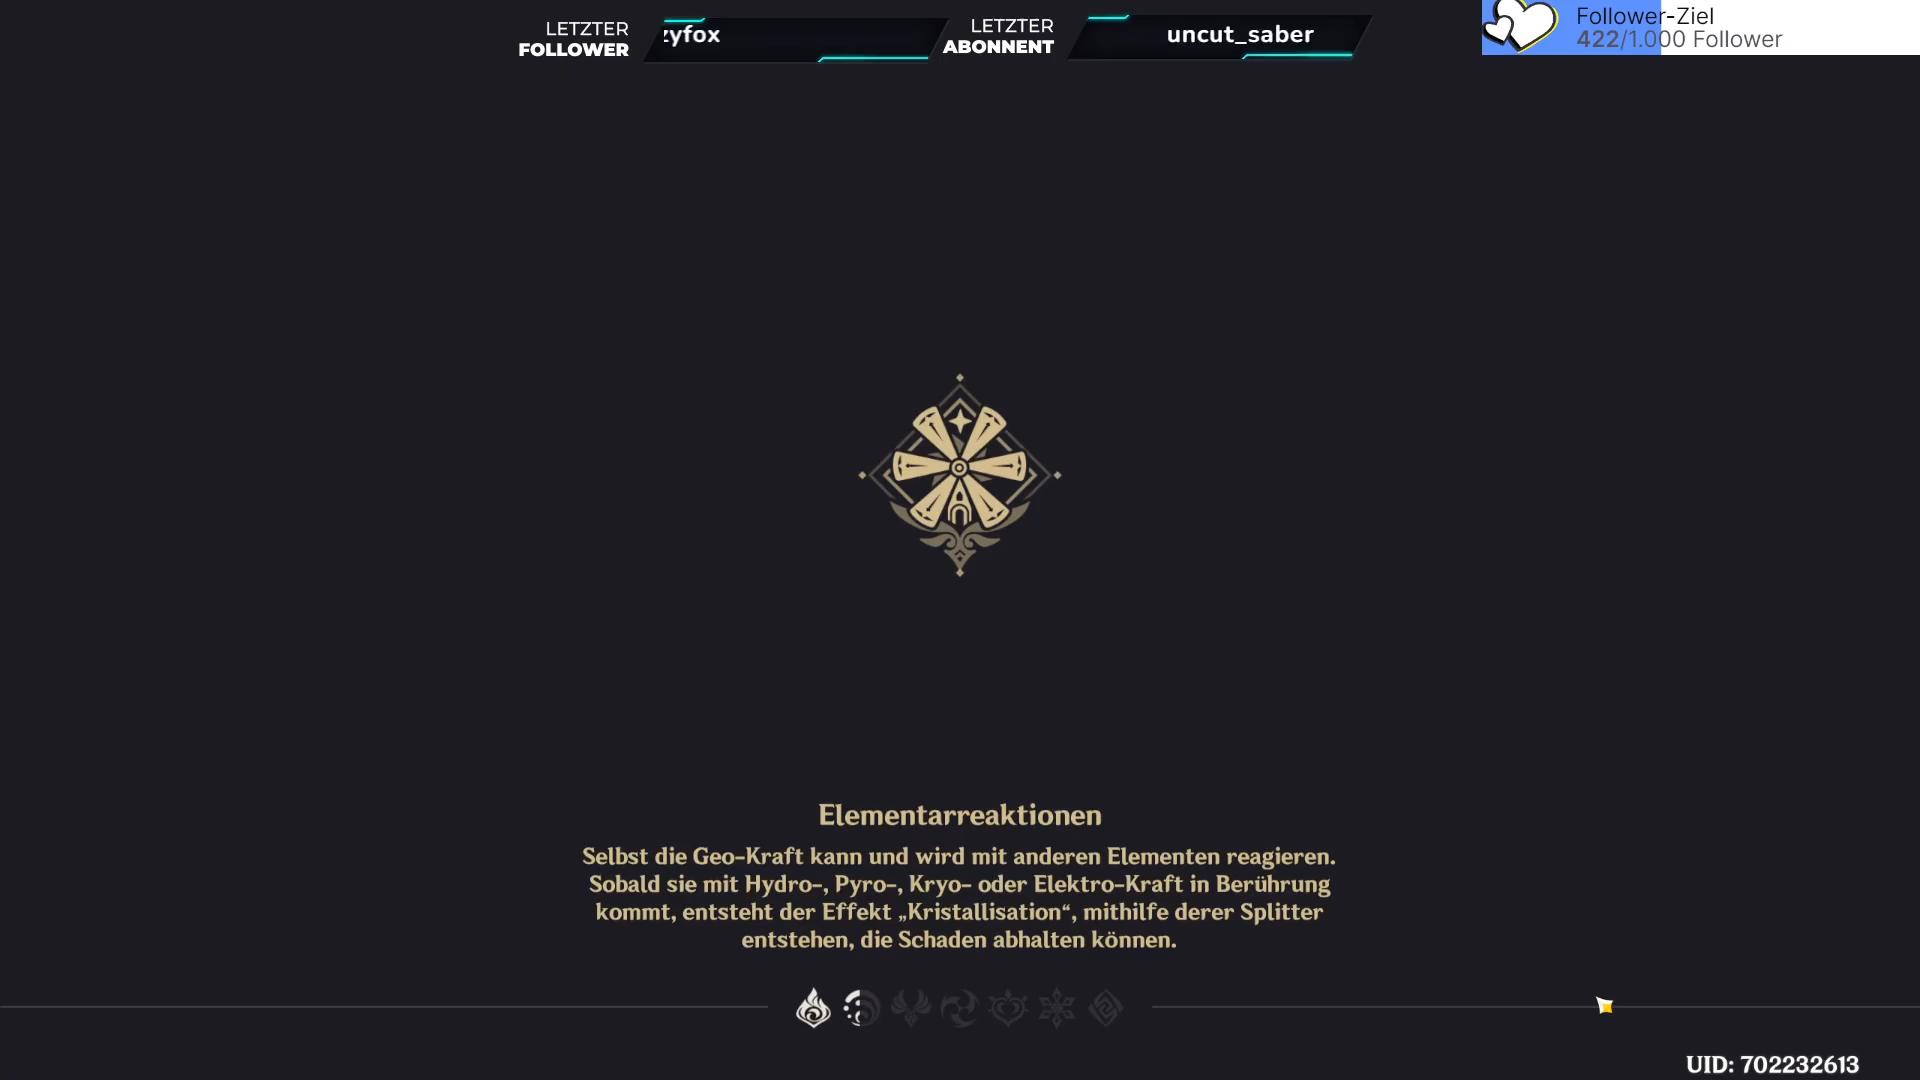 LETZTER
FOLLOWER
zyfox
LETZTER
ABONNENT
uncut_saber
Follower-Ziel
422/1.000 Follower
Elementarreaktionen
Selbst die Geo-Kraft kann und wird mit anderen Elementen reagieren.
Sobald sie mit Hydro-, Pyro-, Kryo- oder Elektro-Kraft in Berührung
kommt, entsteht der Effekt „Kristallisation“, mithilfe derer Splitter
entstehen, die Schaden abhalten können.
UID: 702232613